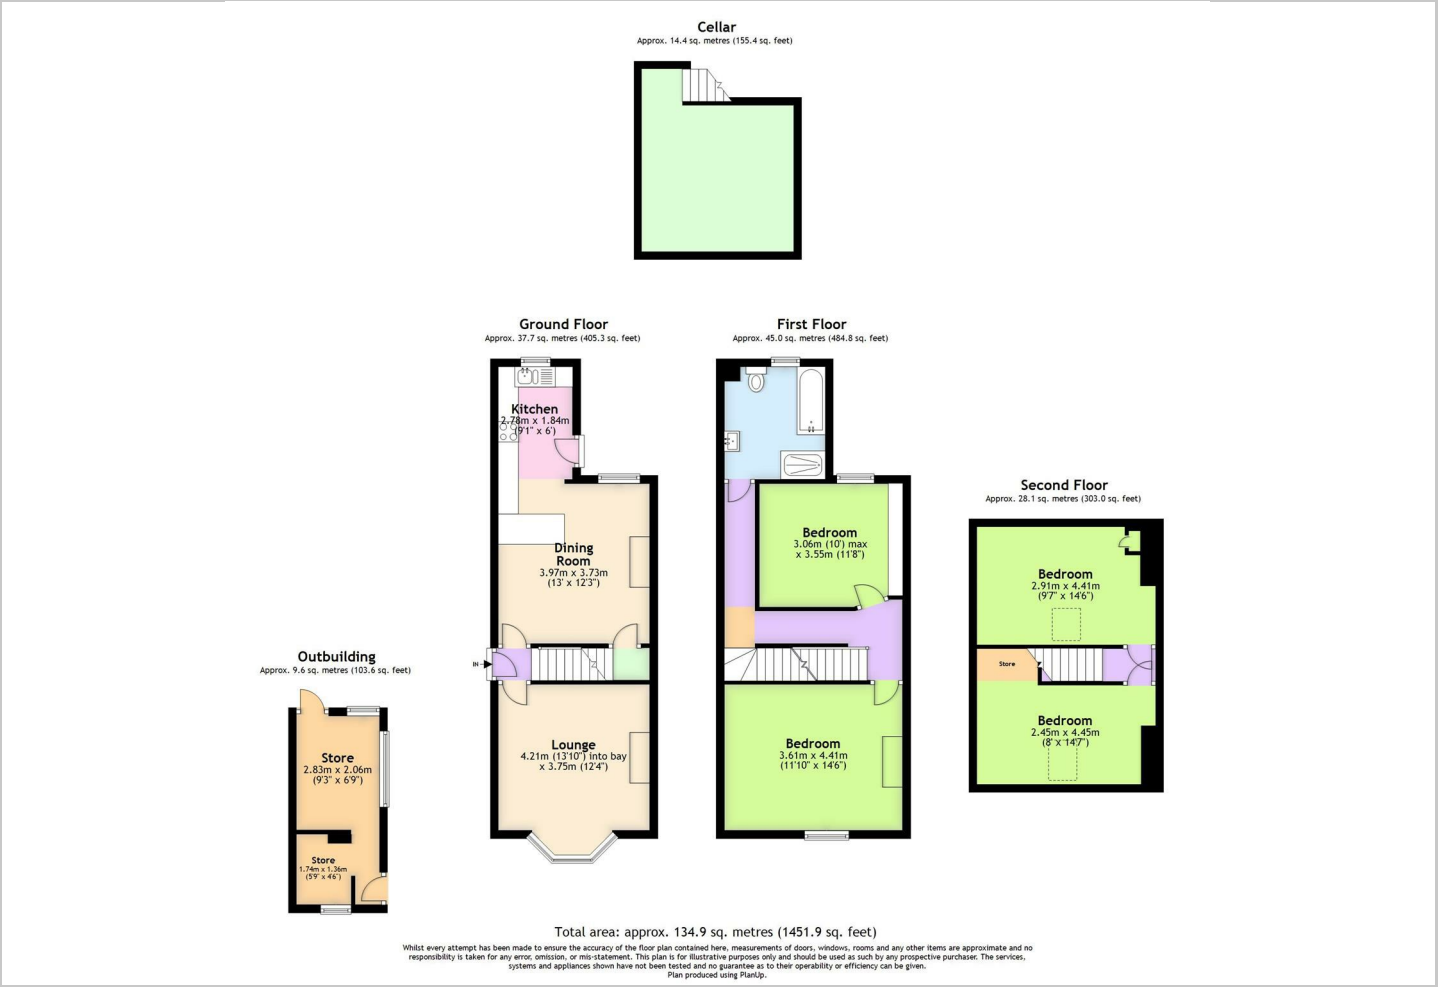 Cellar
Approx. 14.4 sq. metres (155.4 sq. feet)
Ground Floor
Approx. 37.7 sq. metres (405.3 sq. feet)
Kitchen
2.78m x 1.84m
(9'1" x 6')
Dining
Room
3.97m x 3.73m
(13' x 12'3")
IN
Lounge
4.21m (13'10") into bay
x 3.75m (12'4")
First Floor
Approx. 45.0 sq. metres (484.8 sq. feet)
Bedroom
3.06m (10') max
x 3.55m (11'8")
Bedroom
3.61m x 4.41m
(11'10" x 14'6")
Second Floor
Approx. 28.1 sq. metres (303.0 sq. feet)
Bedroom
2.91m x 4.41m
(9'7" x 14'6")
Store
Bedroom
2.45m x 4.45m
(8' x 14'7")
Outbuilding
Approx. 9.6 sq. metres (103.6 sq. feet)
Store
2.83m x 2.06m
(9'3" x 6'9")
Store
1.74m x 1.36m
(5'9" x 4'6")
Total area: approx. 134.9 sq. metres (1451.9 sq. feet)
Whilst every attempt has been made to ensure the accuracy of the floor plan contained here, measurements of doors, windows, rooms and any other items are approximate and no
responsibility is taken for any error, omission, or mis-statement. This plan is for illustrative purposes only and should be used as such by any prospective purchaser. The services,
systems and appliances shown have not been tested and no guarantee as to their operability or efficiency can be given.
Plan produced using PlanUp.